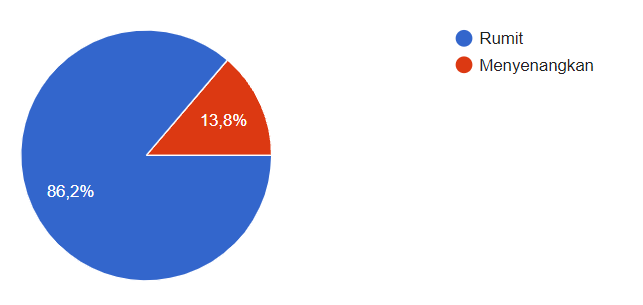 Rumit
Menyenangkan
13,8%
86,2%